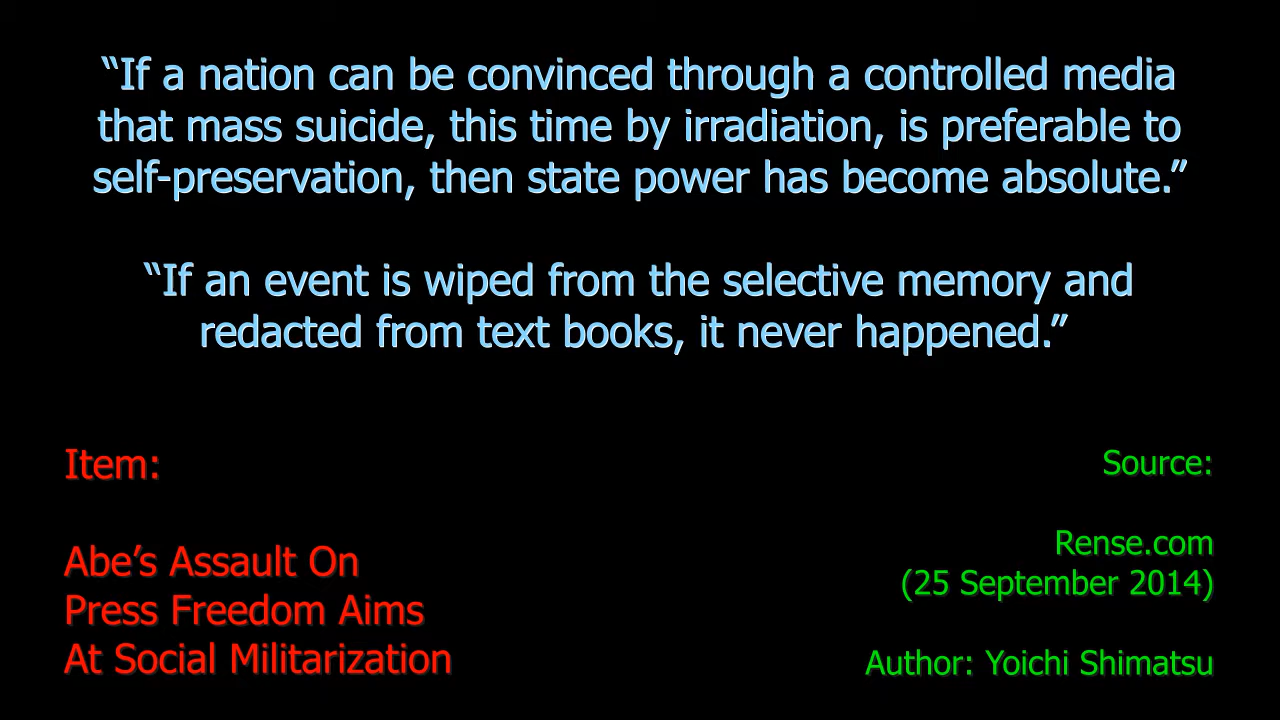 “If a nation can be convinced through a controlled media
that mass suicide, this time by irradiation, is preferable to
self-preservation, then state power has become absolute.”
“If an event is wiped from the selective memory and
redacted from text books, it never happened.”
Item:
Abe’s Assault On
Press Freedom Aims
At Social Militarization
Source:
Rense.com
(25 September 2014)
Author: Yoichi Shimatsu